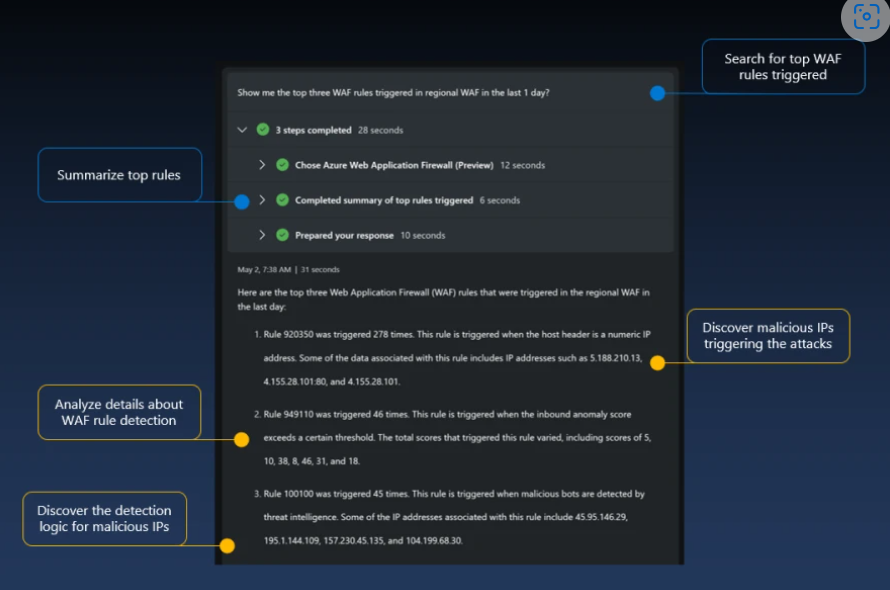 Search for top WAF
rules triggered
Show me the top three WAF rules triggered in regional WAF in the last 1 day?
3 steps completed 28 seconds
Chose Azure Web Application Firewall (Preview) 12 seconds
Summarize top rules
Completed summary of top rules triggered 6 seconds
Prepared your response 10 seconds
May 2, 7:38 AM | 31 seconds
Here are the top three Web Application Firewall (WAF) rules that were triggered in the regional WAF in
the last day:
1. Rule 920350 was triggered 278 times. This rule is triggered when the host header is a numeric IP
address. Some of the data associated with this rule includes IP addresses such as 5.188.210.13,
4.155.28.101:80, and 4.155.28.101.
Discover malicious IPs
triggering the attacks
Analyze details about
WAF rule detection
2. Rule 949110 was triggered 46 times. This rule is triggered when the inbound anomaly score
exceeds a certain threshold. The total scores that triggered this rule varied, including scores of 5,
10, 38, 8, 46, 31, and 18.
Discover the detection
logic for malicious IPs
3. Rule 100100 was triggered 45 times. This rule is triggered when malicious bots are detected by
threat intelligence. Some of the IP addresses associated with this rule include 45.95.146.29,
195.1.144.109, 157.230.45.135, and 104.199.68.30.